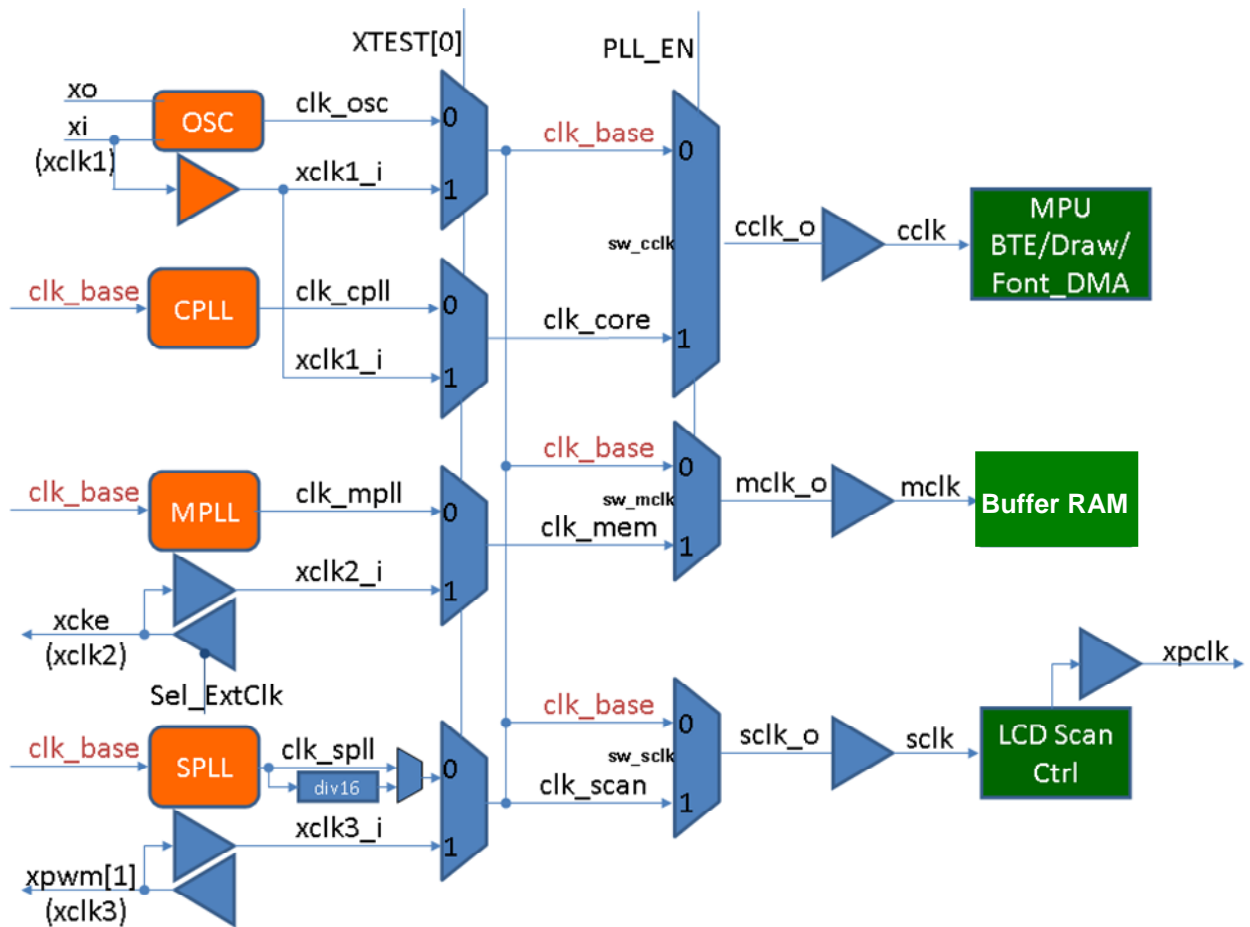 XTEST[0]
PLL_EN
xo
xi
(xclk1)
OSC
clk_osc
0
xclk1_i
1
clk_base
0
sw_cclk
cclk_o
cclk
MPU
BTE/Draw/
Font_DMA
clk_base
CPLL
clk_cpll
0
xclk1_i
1
clk_core
1
clk_base
MPLL
clk_mpll
0
xclk2_i
1
xcke
(xclk2)
Sel_ExtClk
clk_base
0
sw_mclk
clk_mem
1
mclk_o
mclk
Buffer RAM
clk_base
SPLL
clk_spll
div16
0
xclk3_i
1
xpwm[1]
(xclk3)
clk_base
0
sw_sclk
clk_scan
1
sclk_o
sclk
LCD Scan
Ctrl
xpclk